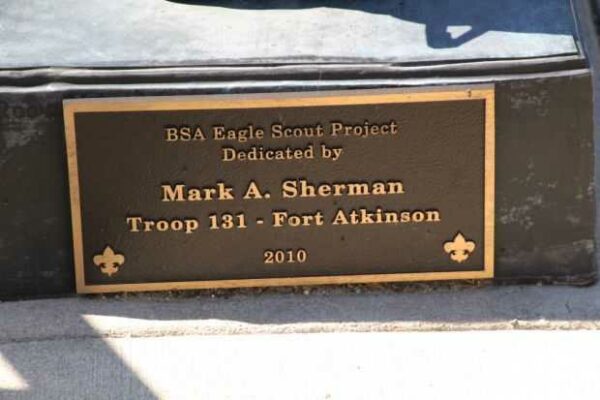 BSA Eagle Scout Project
Dedicated by
Mark A. Sherman
Troop 131 - Fort Atkinson
2010